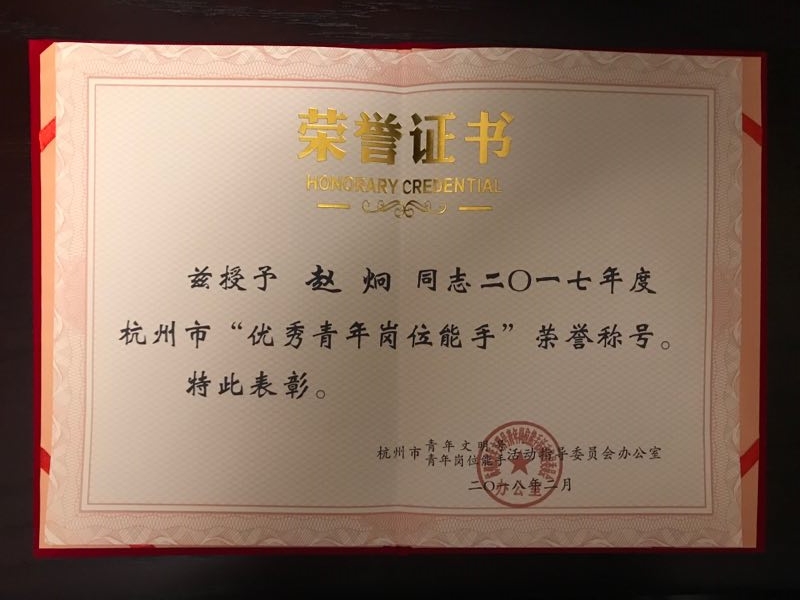 荣誉证书
HONORARY CREDENTIAL
兹授予 赵炯 同志二〇一七年度
杭州市“优秀青年岗位能手”荣誉称号。
特此表彰。
杭州市青年文明号
青年岗位能手活动指导委员会办公室
二〇一八年二月
办公室